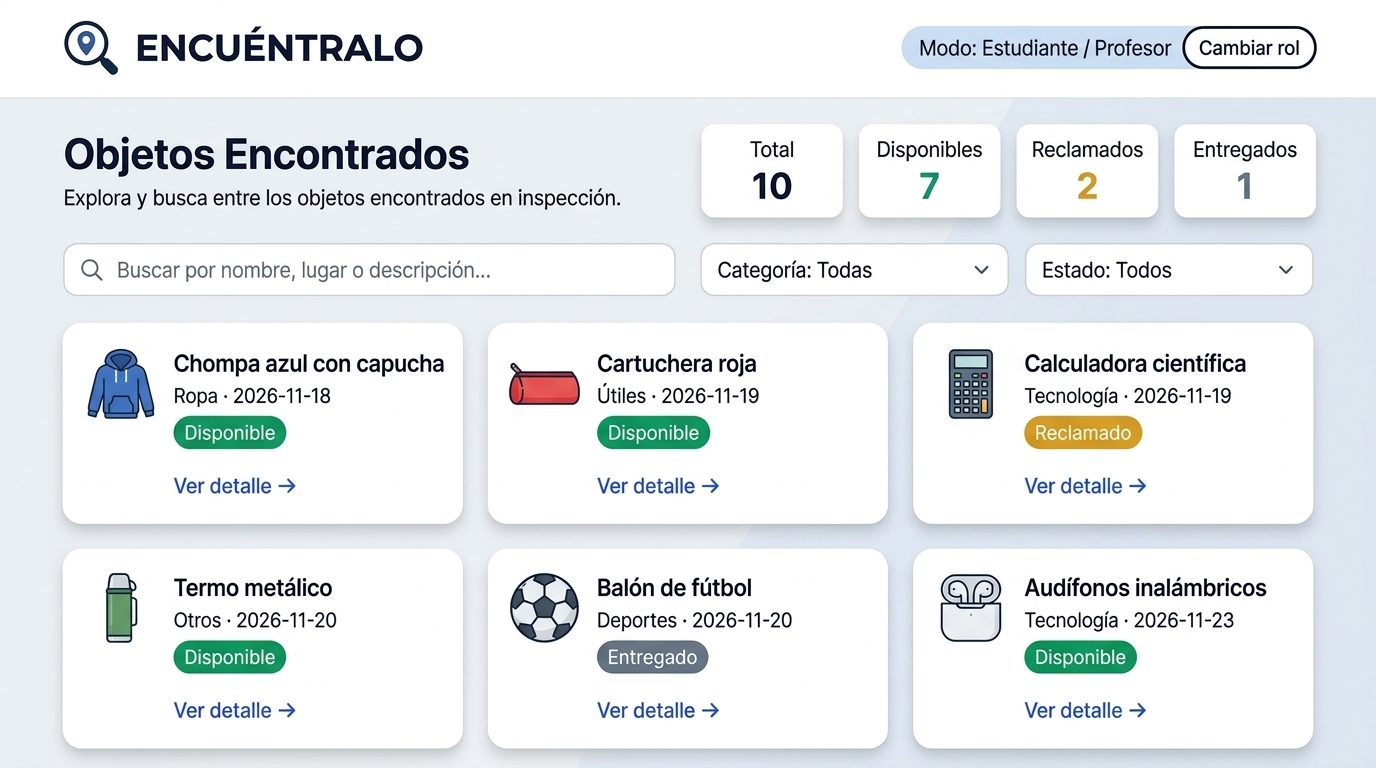 ENCUÉNTRALO
Modo: Estudiante / Profesor
Cambiar rol
Objetos Encontrados
Explora y busca entre los objetos encontrados en inspección.
Total
10
Disponibles
7
Reclamados
2
Entregados
1
Buscar por nombre, lugar o descripción...
Categoría: Todas
Estado: Todos
Chompa azul con capucha
Ropa · 2026-11-18
Disponible
Ver detalle →
Cartuchera roja
Útiles · 2026-11-19
Disponible
Ver detalle →
Calculadora científica
Tecnología · 2026-11-19
Reclamado
Ver detalle →
Termo metálico
Otros · 2026-11-20
Disponible
Ver detalle →
Balón de fútbol
Deportes · 2026-11-20
Entregado
Ver detalle →
Audífonos inalámbricos
Tecnología · 2026-11-23
Disponible
Ver detalle →